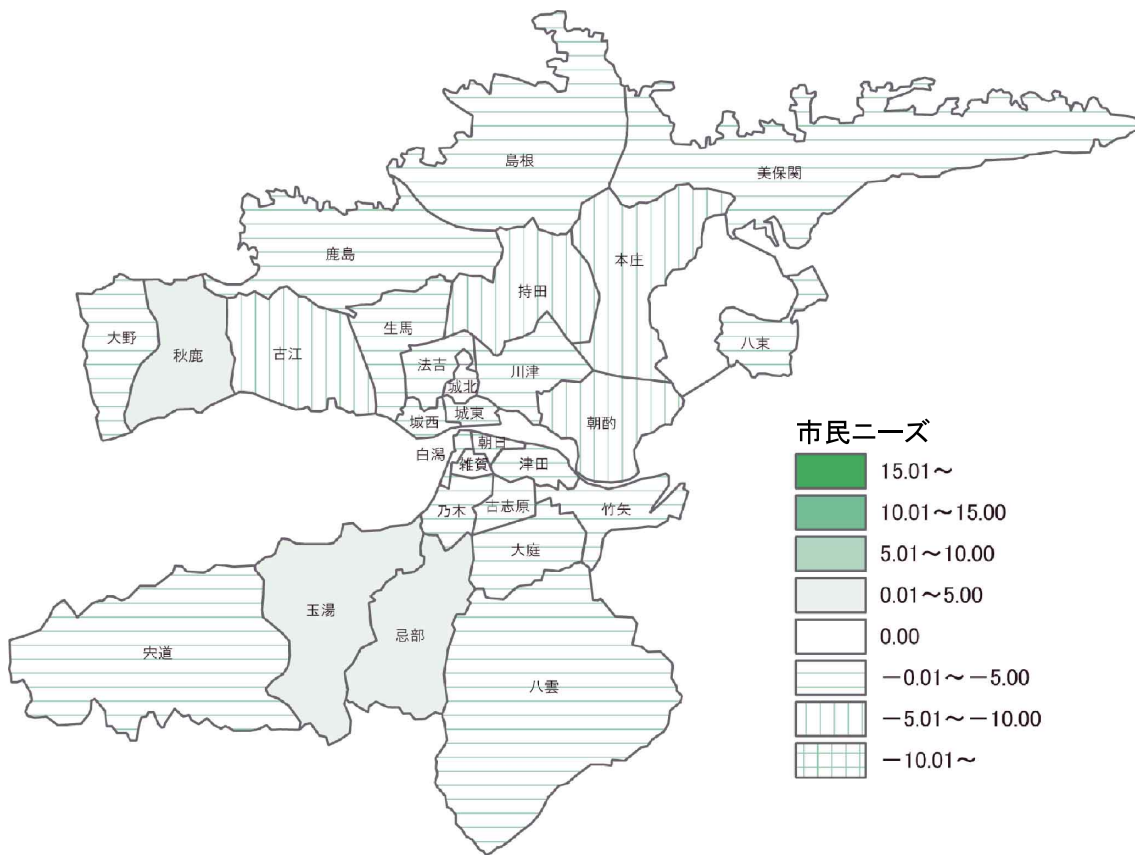 島根
美保関
鹿島
本庄
持田
大野
秋鹿
古江
生馬
八束
法吉
川津
城北
城西
城東
朝酌
白潟
朝日
雑賀
津田
乃木
古志原
竹矢
大庭
玉湯
忌部
宍道
八雲
市民ニーズ
15.01～
10.01～15.00
5.01～10.00
0.01～5.00
0.00
－0.01～－5.00
－5.01～－10.00
－10.01～